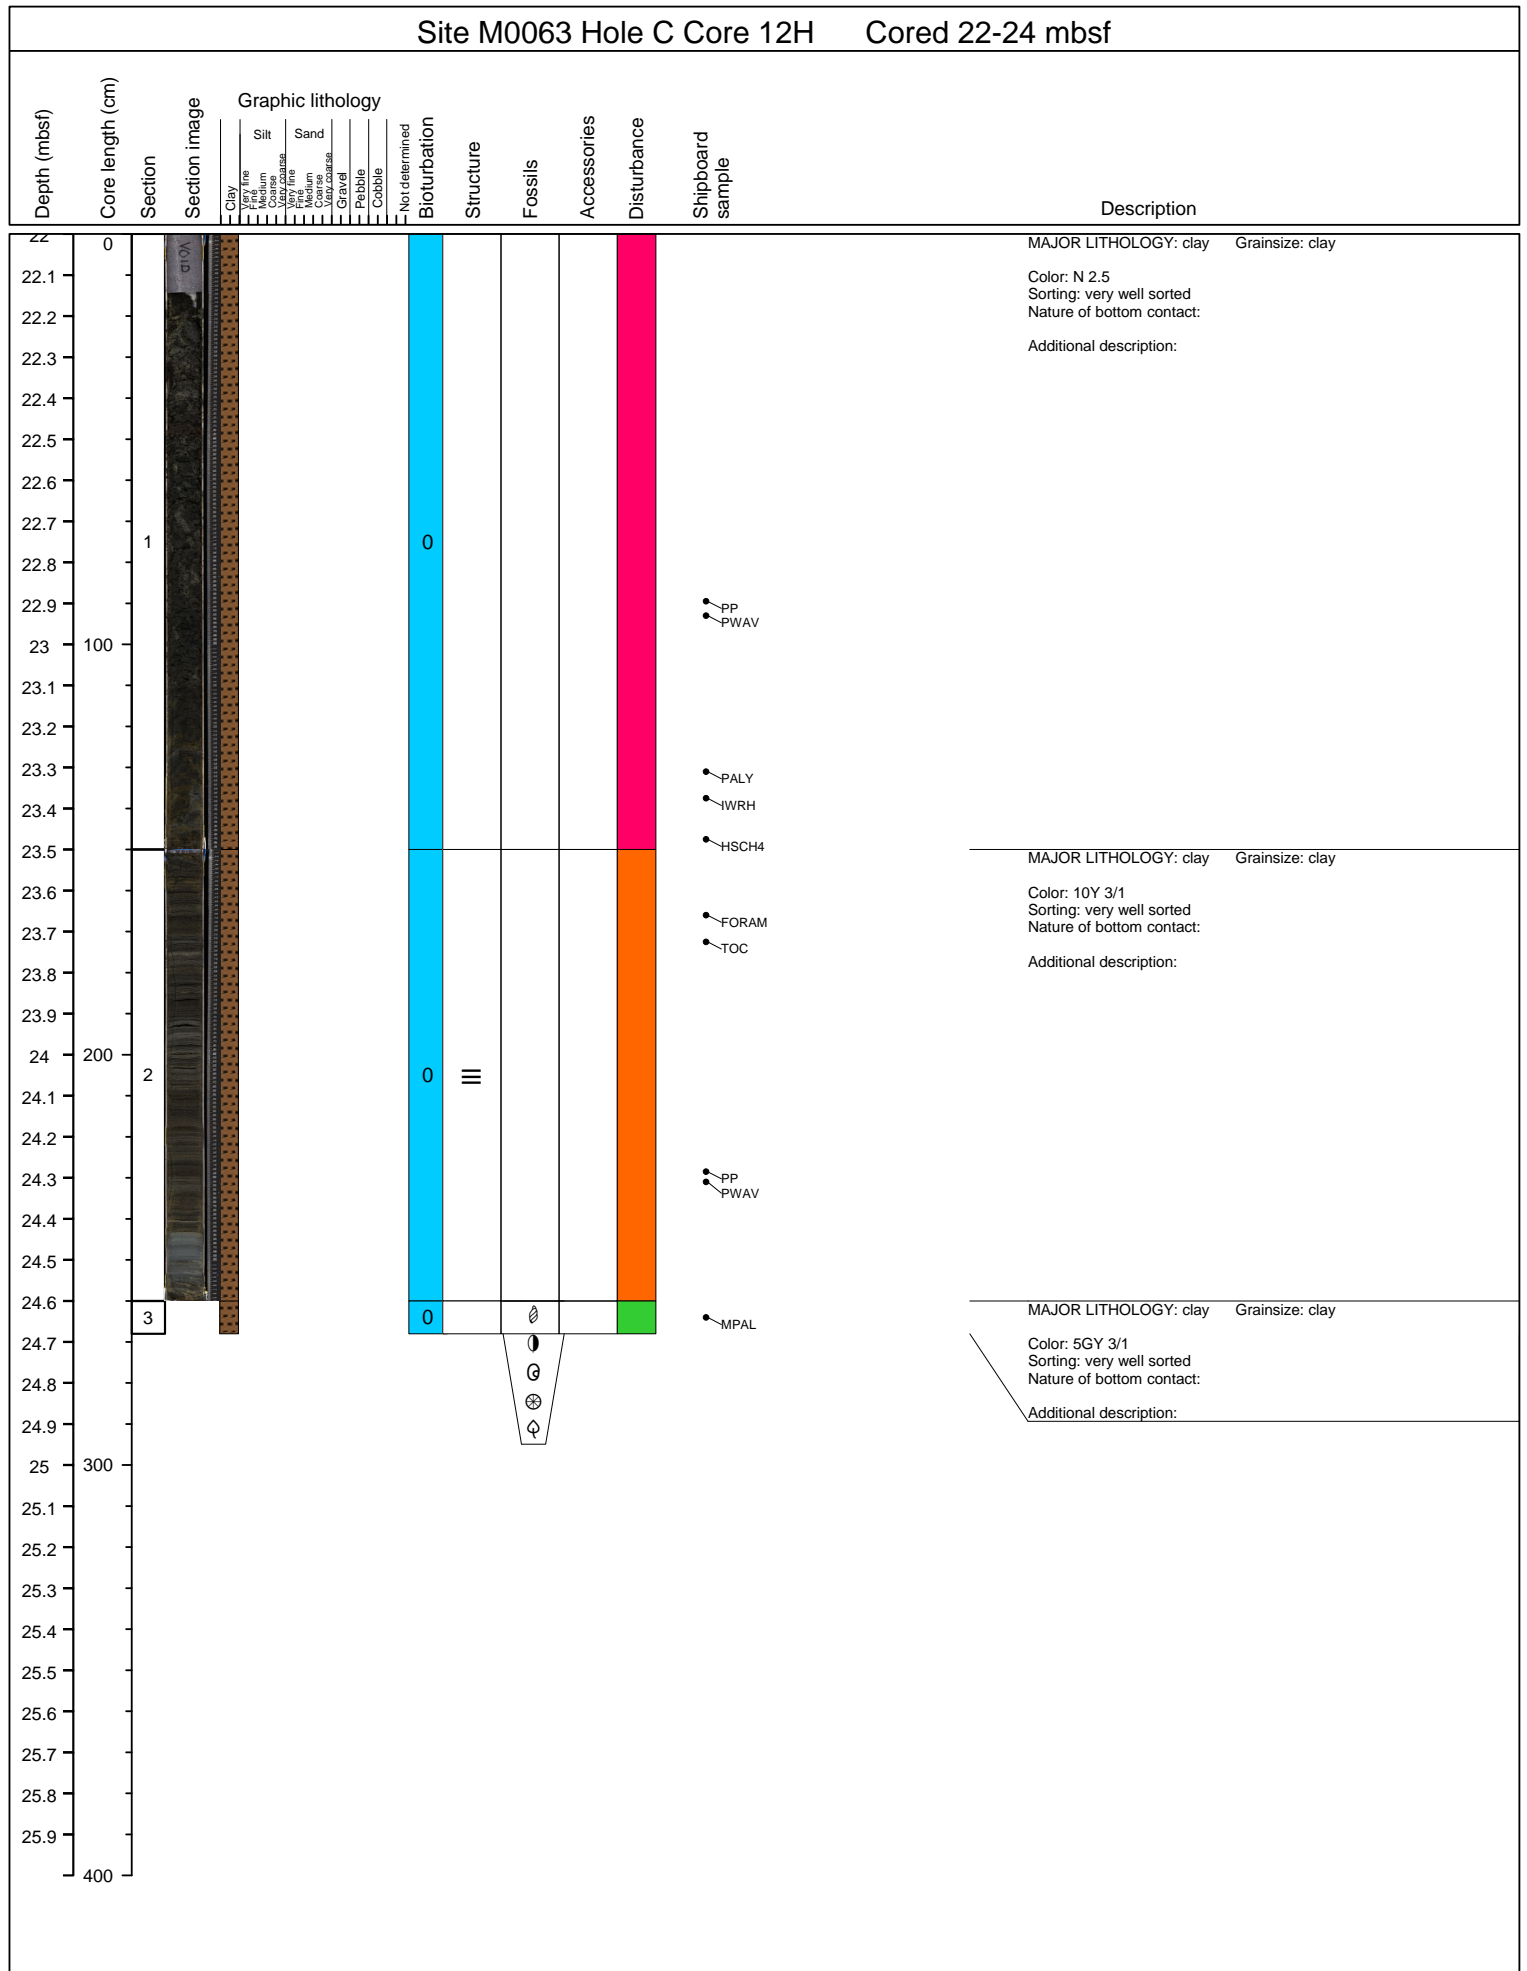 Site M0063 Hole C Core 12H Cored 22-24 mbsf
Depth (mbsf)
Core length (cm)
Section
Section image
Graphic lithology
Clay
Silt
Very fine
Fine
Medium
Coarse
Very coarse
Sand
Very fine
Fine
Medium
Coarse
Very coarse
Gravel
Pebble
Cobble
Not determined
Bioturbation
Structure
Fossils
Accessories
Disturbance
Shipboard
sample
Description
22
22.1
22.2
22.3
22.4
22.5
22.6
22.7
22.8
22.9
23
23.1
23.2
23.3
23.4
23.5
23.6
23.7
23.8
23.9
24
24.1
24.2
24.3
24.4
24.5
24.6
24.7
24.8
24.9
25
25.1
25.2
25.3
25.4
25.5
25.6
25.7
25.8
25.9
0
100
200
300
400
1
2
3
VOID
0
0
0
PP
PWAV
PALY
IWRH
HSCH4
FORAM
TOC
PP
PWAV
MPAL
MAJOR LITHOLOGY: clay Grainsize: clay
Color: N 2.5
Sorting: very well sorted
Nature of bottom contact:
Additional description:
MAJOR LITHOLOGY: clay Grainsize: clay
Color: 10Y 3/1
Sorting: very well sorted
Nature of bottom contact:
Additional description:
MAJOR LITHOLOGY: clay Grainsize: clay
Color: 5GY 3/1
Sorting: very well sorted
Nature of bottom contact:
Additional description: